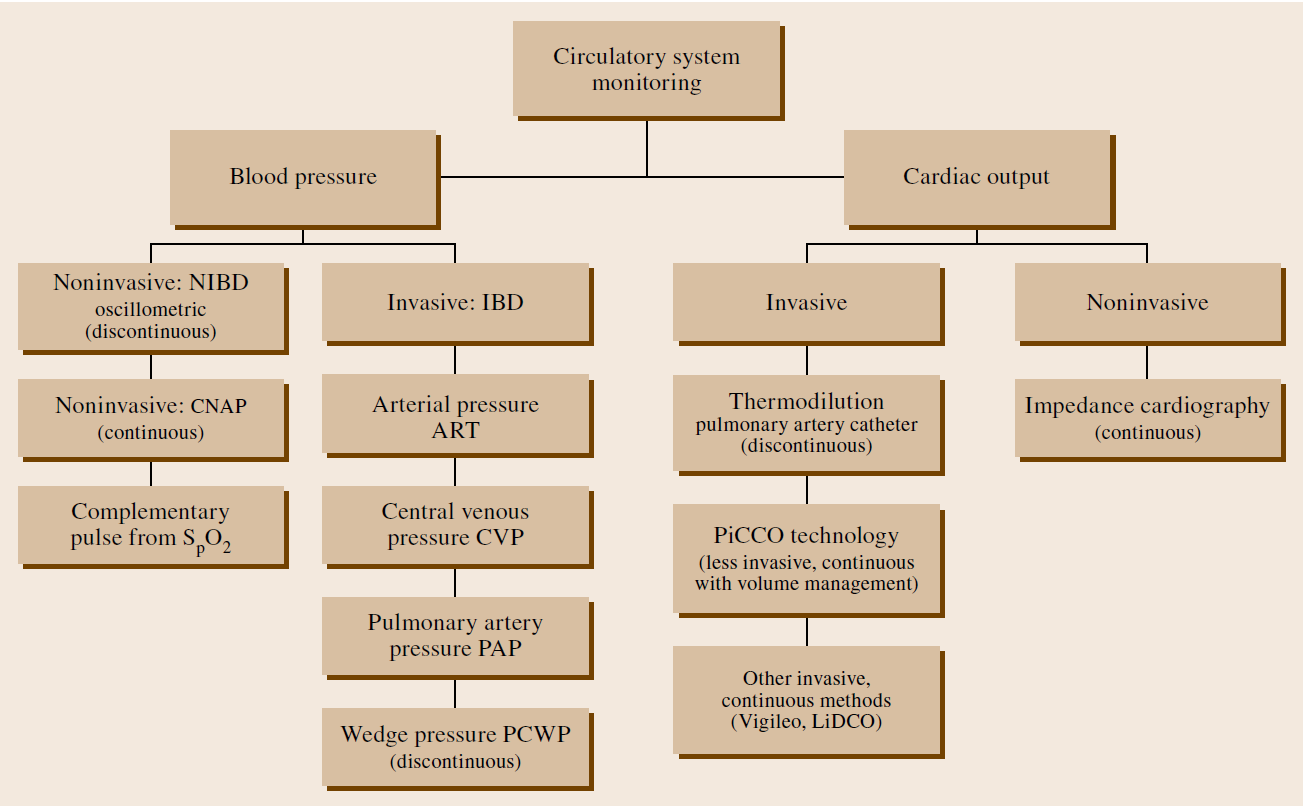 Circulatory system
monitoring
Blood pressure
Cardiac output
Noninvasive: NIBD
oscillometric
(discontinuous)
Noninvasive: CNAP
(continuous)
Complementary
pulse from SpO2
Invasive: IBD
Arterial pressure
ART
Central venous
pressure CVP
Pulmonary artery
pressure PAP
Wedge pressure PCWP
(discontinuous)
Invasive
Thermodilution
pulmonary artery catheter
(discontinuous)
PiCCO technology
(less invasive, continuous
with volume management)
Other invasive,
continuous methods
(Vigileo, LiDCO)
Noninvasive
Impedance cardiography
(continuous)